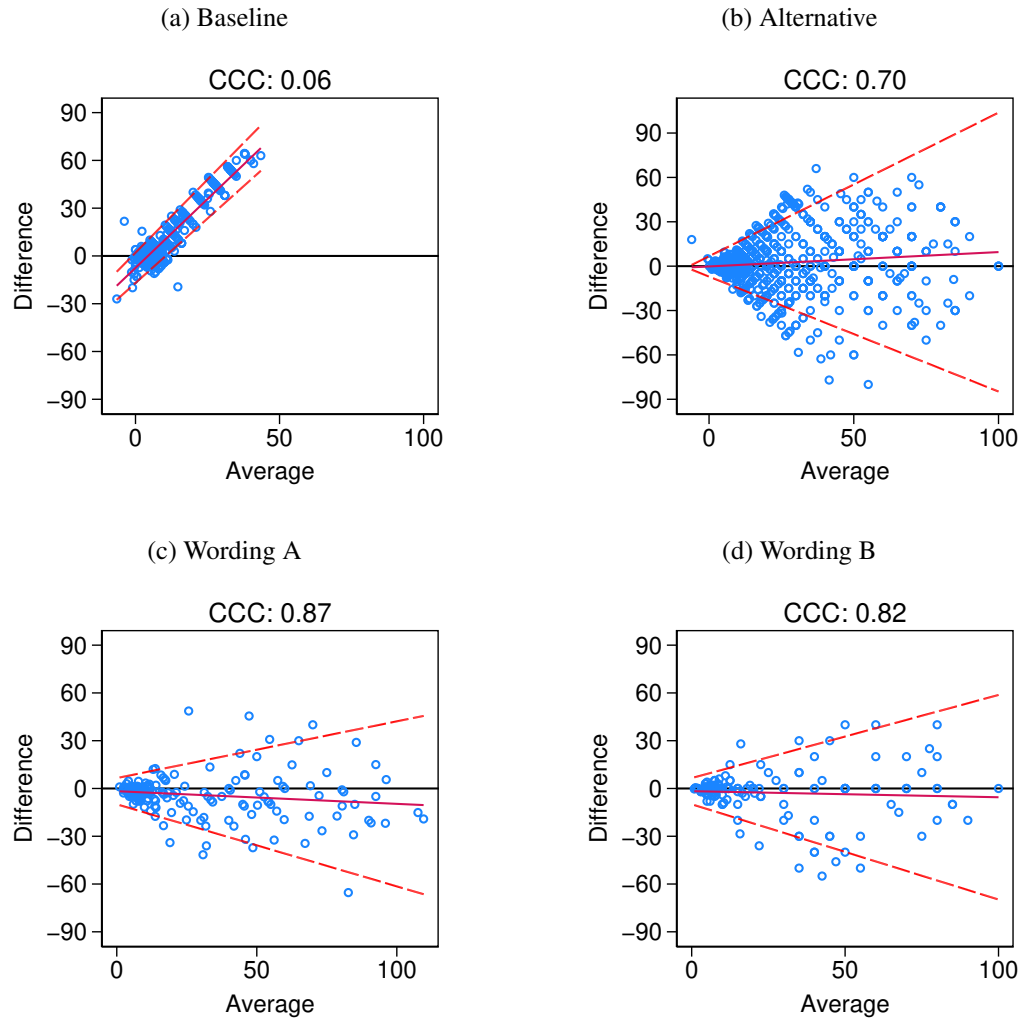 (a) Baseline
(b) Alternative
CCC: 0.06
CCC: 0.70
90
60
30
0
−30
−60
−90
Difference
0 50 100
Average
90
60
30
0
−30
−60
−90
Difference
0 50 100
Average
(c) Wording A
(d) Wording B
CCC: 0.87
CCC: 0.82
90
60
30
0
−30
−60
−90
Difference
0 50 100
Average
90
60
30
0
−30
−60
−90
Difference
0 50 100
Average